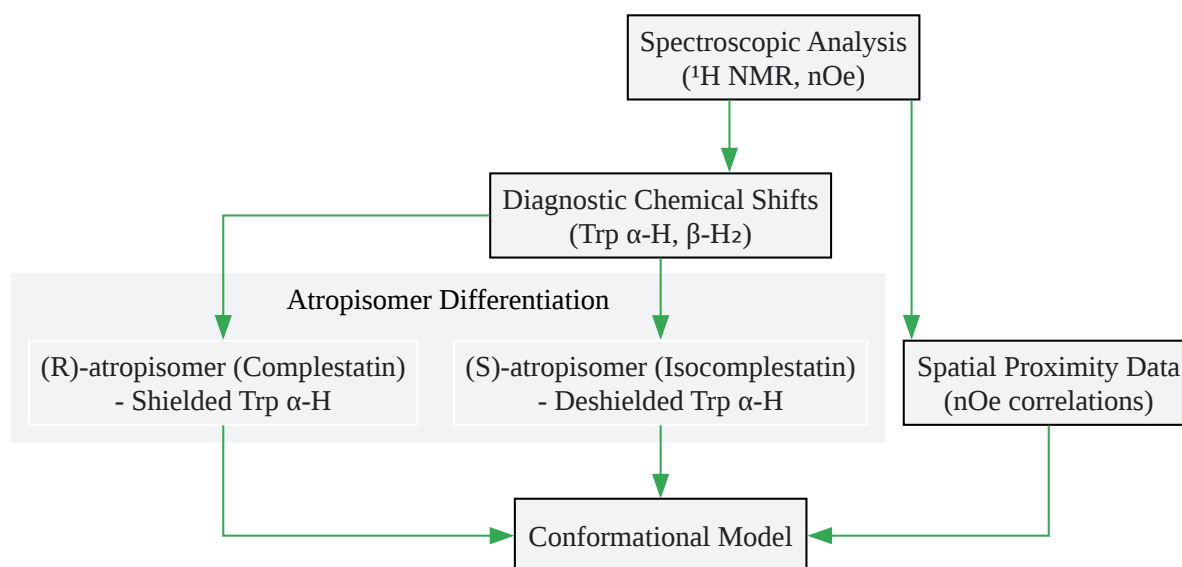 Spectroscopic Analysis
(¹H NMR, nOe)
Diagnostic Chemical Shifts
(Trp α-H, β-H₂)
Atropisomer Differentiation
(R)-atropisomer (Complestatin)
- Shielded Trp α-H
(S)-atropisomer (Isocomplestatin)
- Deshielded Trp α-H
Spatial Proximity Data
(nOe correlations)
Conformational Model